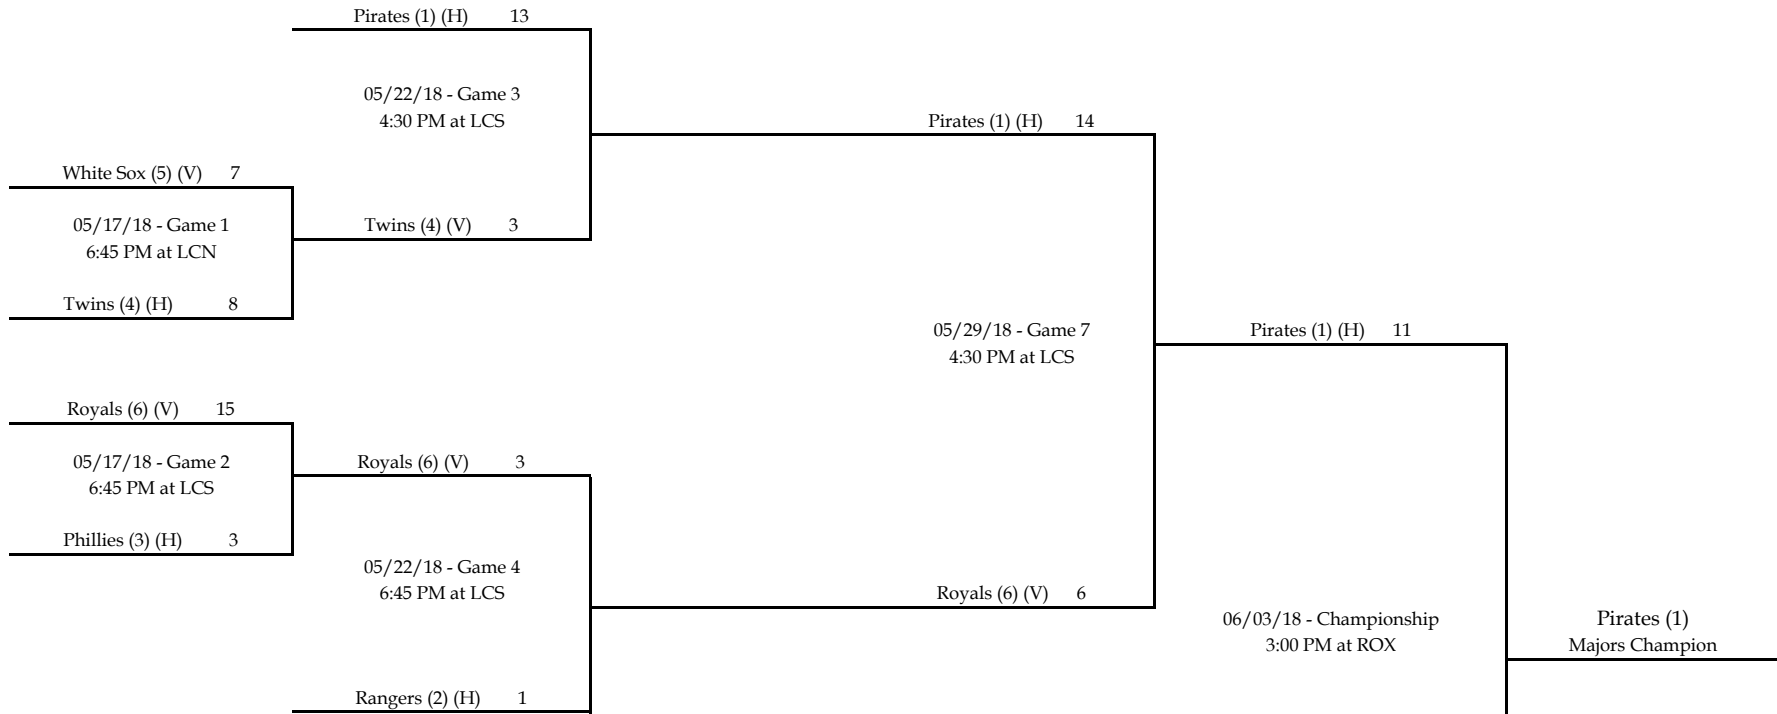 Pirates (1) (H) 13
05/22/18 - Game 3
4:30 PM at LCS
Pirates (1) (H) 14
White Sox (5) (V) 7
05/17/18 - Game 1
6:45 PM at LCN
Twins (4) (V) 3
Twins (4) (H) 8
05/29/18 - Game 7
4:30 PM at LCS
Pirates (1) (H) 11
Royals (6) (V) 15
05/17/18 - Game 2
6:45 PM at LCS
Royals (6) (V) 3
Phillies (3) (H) 3
05/22/18 - Game 4
6:45 PM at LCS
Royals (6) (V) 6
06/03/18 - Championship
3:00 PM at ROX
Pirates (1)
Majors Champion
Rangers (2) (H) 1